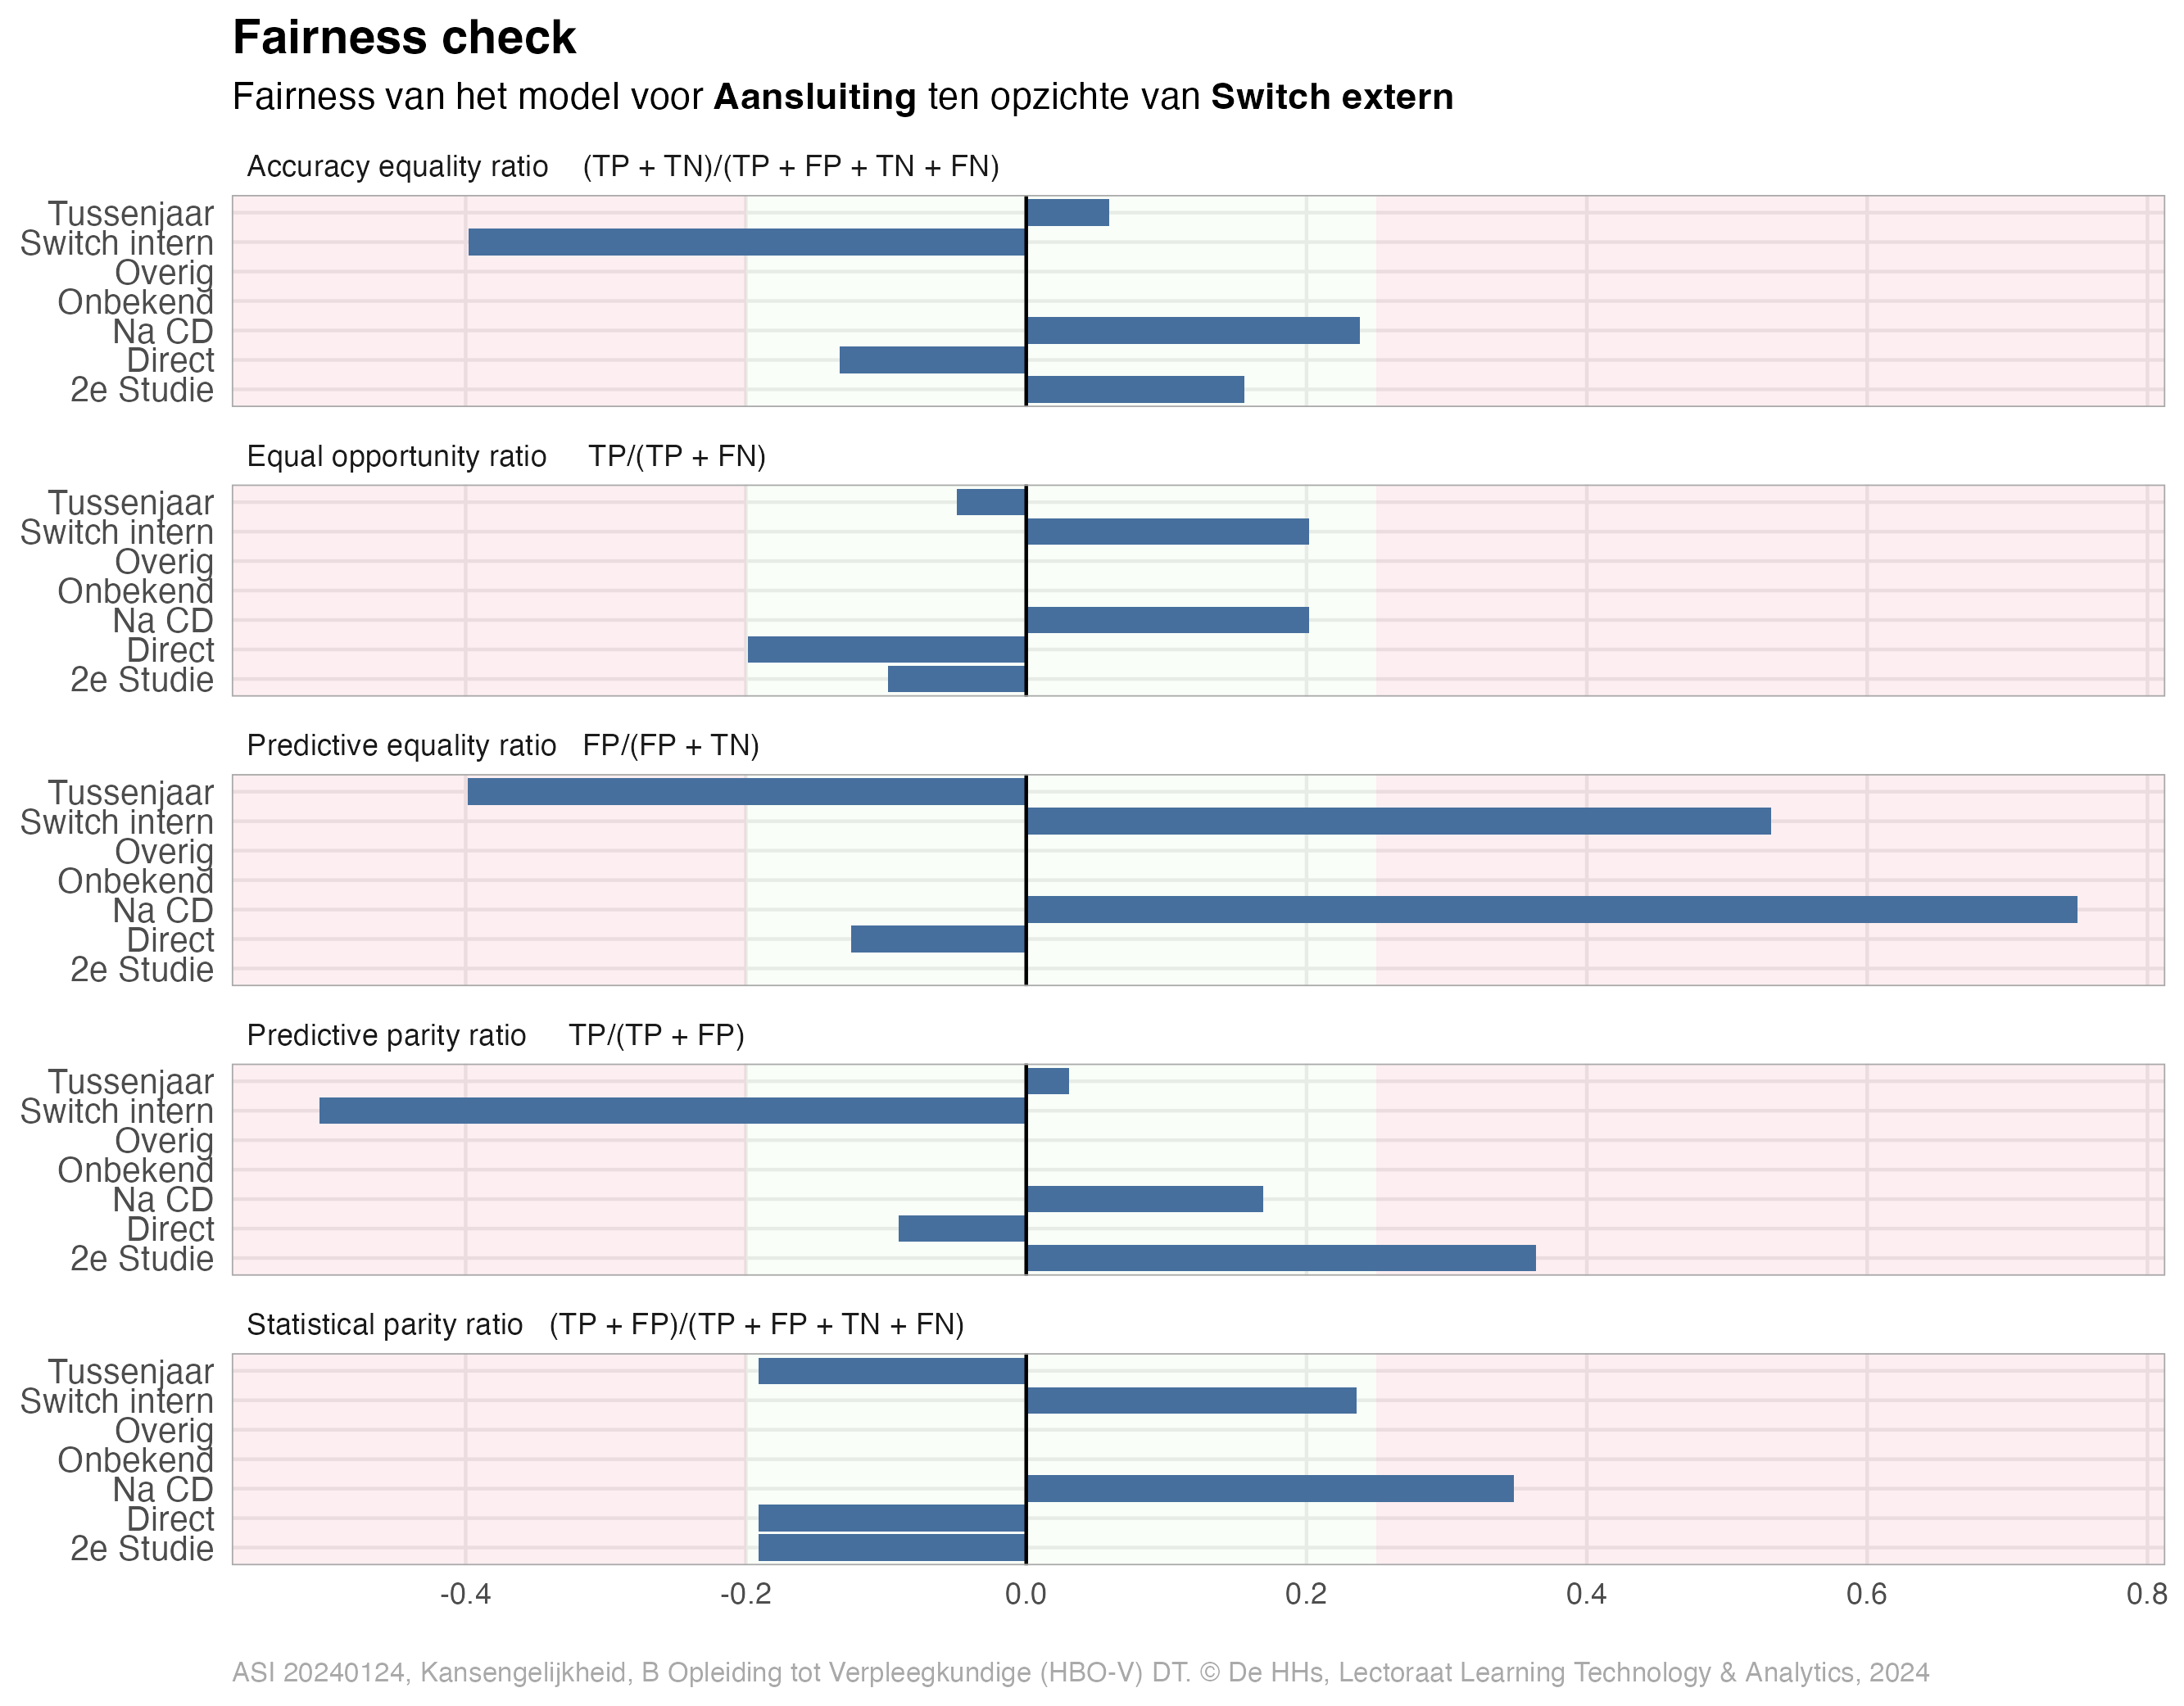 Fairness check
Fairness van het model voor Aansluiting ten opzichte van Switch extern
Accuracy equality ratio (TP + TN)/(TP + FP + TN + FN)
Tussenjaar
Switch intern
Overig
Onbekend
Na CD
Direct
2e Studie
Equal opportunity ratio TP/(TP + FN)
Tussenjaar
Switch intern
Overig
Onbekend
Na CD
Direct
2e Studie
Predictive equality ratio FP/(FP + TN)
Tussenjaar
Switch intern
Overig
Onbekend
Na CD
Direct
2e Studie
Predictive parity ratio TP/(TP + FP)
Tussenjaar
Switch intern
Overig
Onbekend
Na CD
Direct
2e Studie
Statistical parity ratio (TP + FP)/(TP + FP + TN + FN)
Tussenjaar
Switch intern
Overig
Onbekend
Na CD
Direct
2e Studie
-0.4 -0.2 0.0 0.2 0.4 0.6 0.8
ASI 20240124, Kansengelijkheid, B Opleiding tot Verpleegkundige (HBO-V) DT. © De HHs, Lectoraat Learning Technology & Analytics, 2024